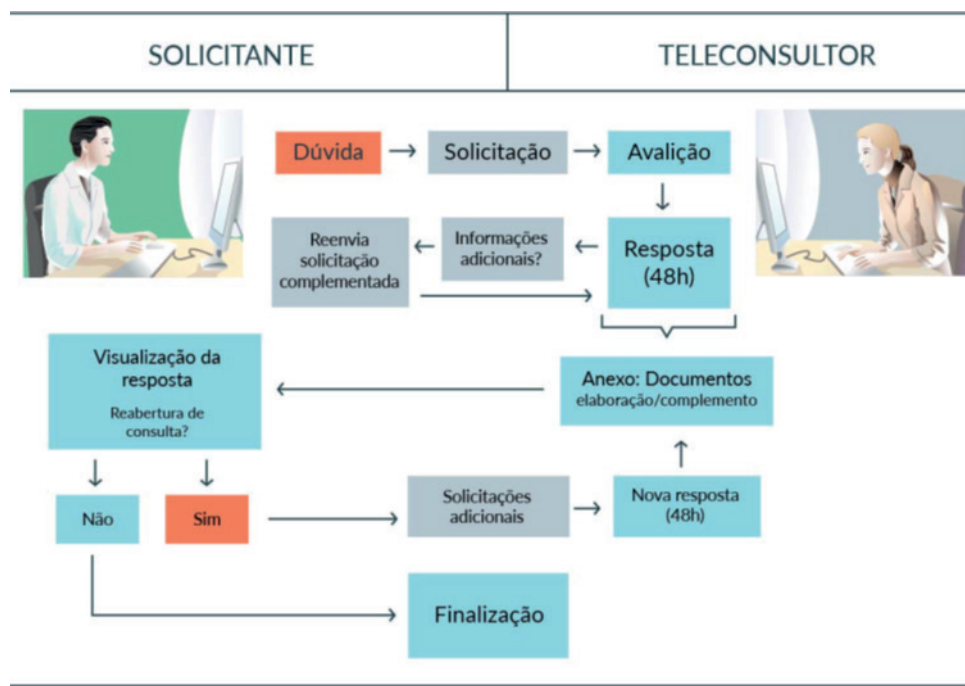 SOLICITANTE
TELECONSULTOR
Dúvida
Solicitação
Avalição
Reenvia
solicitação
complementada
Informações
adicionais?
Resposta
(48h)
Visualização da
resposta
Reabertura de
consulta?
Anexo: Documentos
elaboração/complemento
Não
Sim
Solicitações
adicionais
Nova resposta
(48h)
Finalização